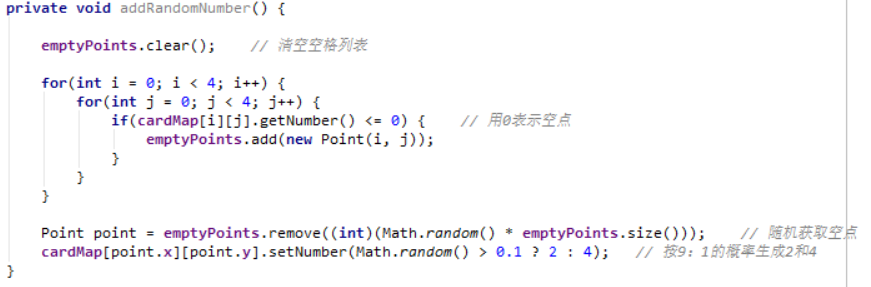 private void addRandomNumber() {
emptyPoints.clear();    // 清空空格列表
for(int i = 0; i < 4; i++) {
for(int j = 0; j < 4; j++) {
if(cardMap[i][j].getNumber() <= 0) {    // 用0表示空点
emptyPoints.add(new Point(i, j));
}
}
}
Point point = emptyPoints.remove((int)(Math.random() * emptyPoints.size()));    // 随机获取空点
cardMap[point.x][point.y].setNumber(Math.random() > 0.1 ? 2 : 4);   // 按9：1的概率生成2和4
}